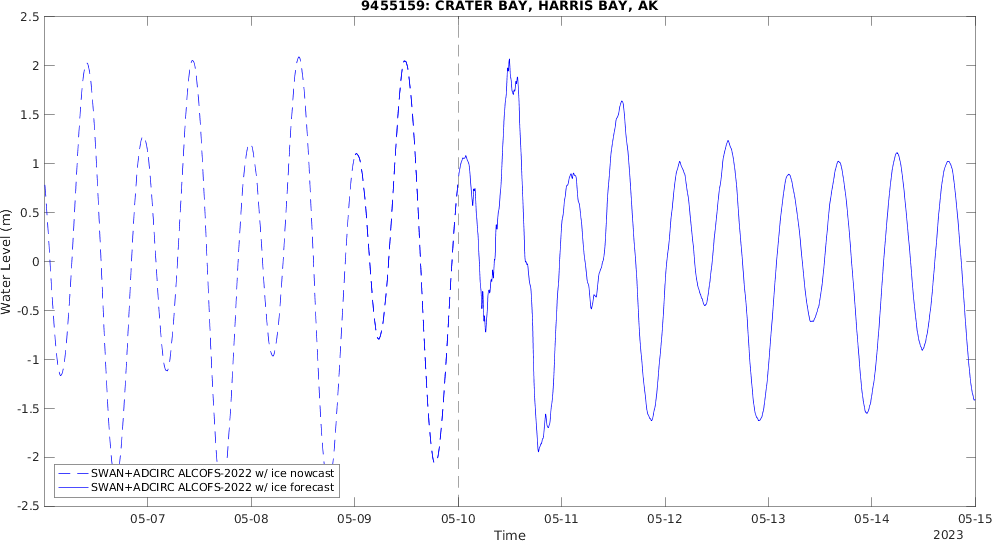 9455159: CRATER BAY, HARRIS BAY, AK
2.5
2
1.5
1
0.5
0
-0.5
-1
-1.5
-2
-2.5
Water Level (m)
SWAN+ADCIRC ALCOFS-2022 w/ ice nowcast
SWAN+ADCIRC ALCOFS-2022 w/ ice forecast
05-07 05-08 05-09 05-10 05-11 05-12 05-13 05-14 05-15
Time
2023